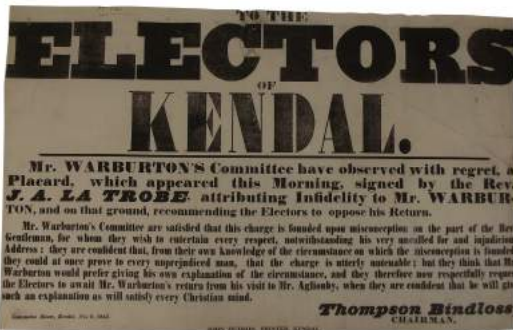 TO THE
ELECTORS
OF
KENDAL.
Mr. WARBURTON'S Committee have observed with regret, a
Placard, which appeared this Morning, signed by the Rev.
J. A. LA TROBE attributing Infidelity to Mr. WARBUR-
TON, and on that ground, recommending the Electors to oppose his Return.
Mr. Warburton's Committee are satisfied that this charge is founded upon misconception on the part of the Rev.
Gentleman, for whom they wish to entertain every respect, notwithstanding his very uncalled for and injudicious
Address: they are confident that, from their own knowledge of the circumstance on which the misconception is founded
they could at once prove to every unprejudiced man, that the charge is utterly untenable; but they think that Mr.
Warburton would prefer giving his own explanation of the circumstance, and they therefore now respectfully request
the Electors to await Mr. Warburton's return from his visit to Mr. Aglionby, when they are confident that he will give
such an explanation as will satisfy every Christian mind.
Thompson Bindloss
CHAIRMAN.
Committee Room, Kendal, 1843.